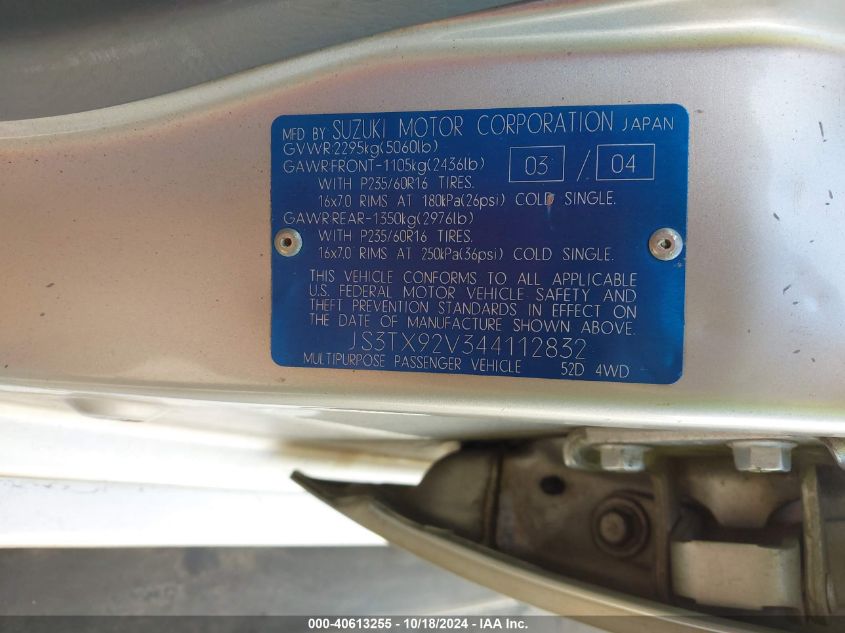 MFD BY SUZUKI MOTOR CORPORATION JAPAN
GVWR:2295kg(5060lb)
GAWR:FRONT-1105kg(2436lb) 03 / 04
WITH P235/60R16 TIRES.
16x7.0 RIMS AT 180kPa(26psi) COLD SINGLE.
GAWR:REAR-1350kg(2976lb)
WITH P235/60R16 TIRES.
16x7.0 RIMS AT 250kPa(36psi) COLD SINGLE.
THIS VEHICLE CONFORMS TO ALL APPLICABLE
U.S. FEDERAL MOTOR VEHICLE SAFETY AND
THEFT PREVENTION STANDARDS IN EFFECT ON
THE DATE OF MANUFACTURE SHOWN ABOVE.
JS3TX92V344112832
MULTIPURPOSE PASSENGER VEHICLE 52D 4WD
000-40613255 - 10/18/2024 - IAA Inc.